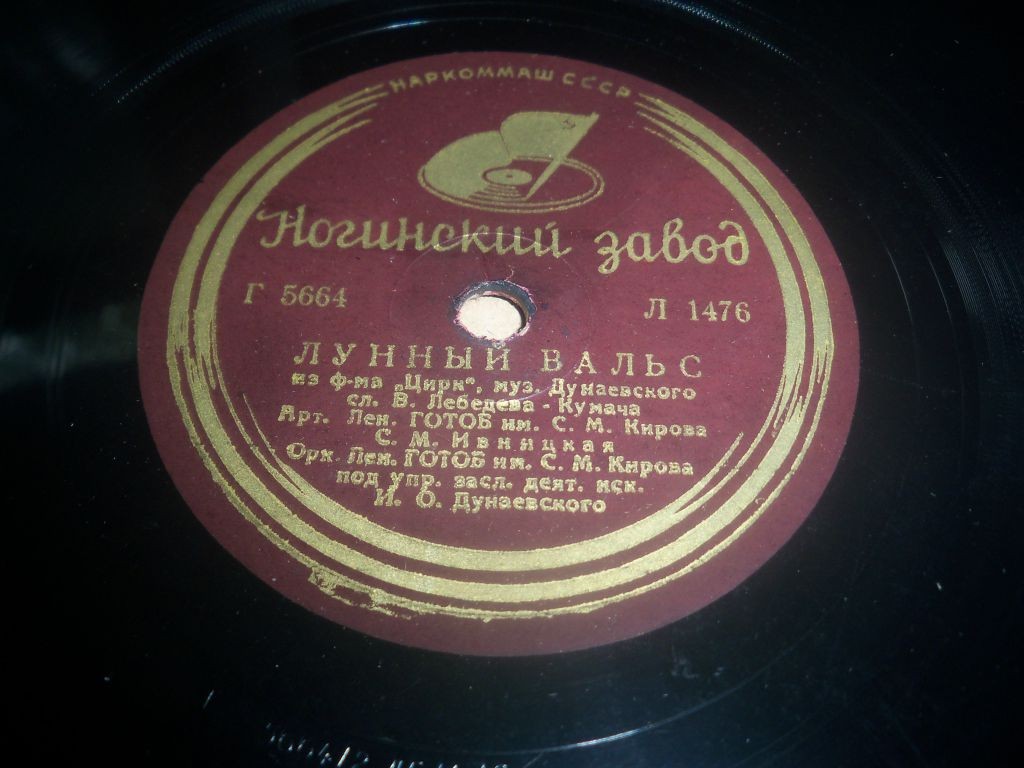 НАРКОММАШ СССР
Ногинский завод
Г 5664 Л 1476
ЛУННЫЙ ВАЛЬС
из ф-ма „Цирк“, муз. Дунаевского
сл. В. Лебедева - Кумача
Арт. Лен. ГОТОБ им. С. М. Кирова
С. М. Ивницкая
Орк. Лен. ГОТОБ им. С. М. Кирова
под упр. засл. деят. иск.
И. О. Дунаевского